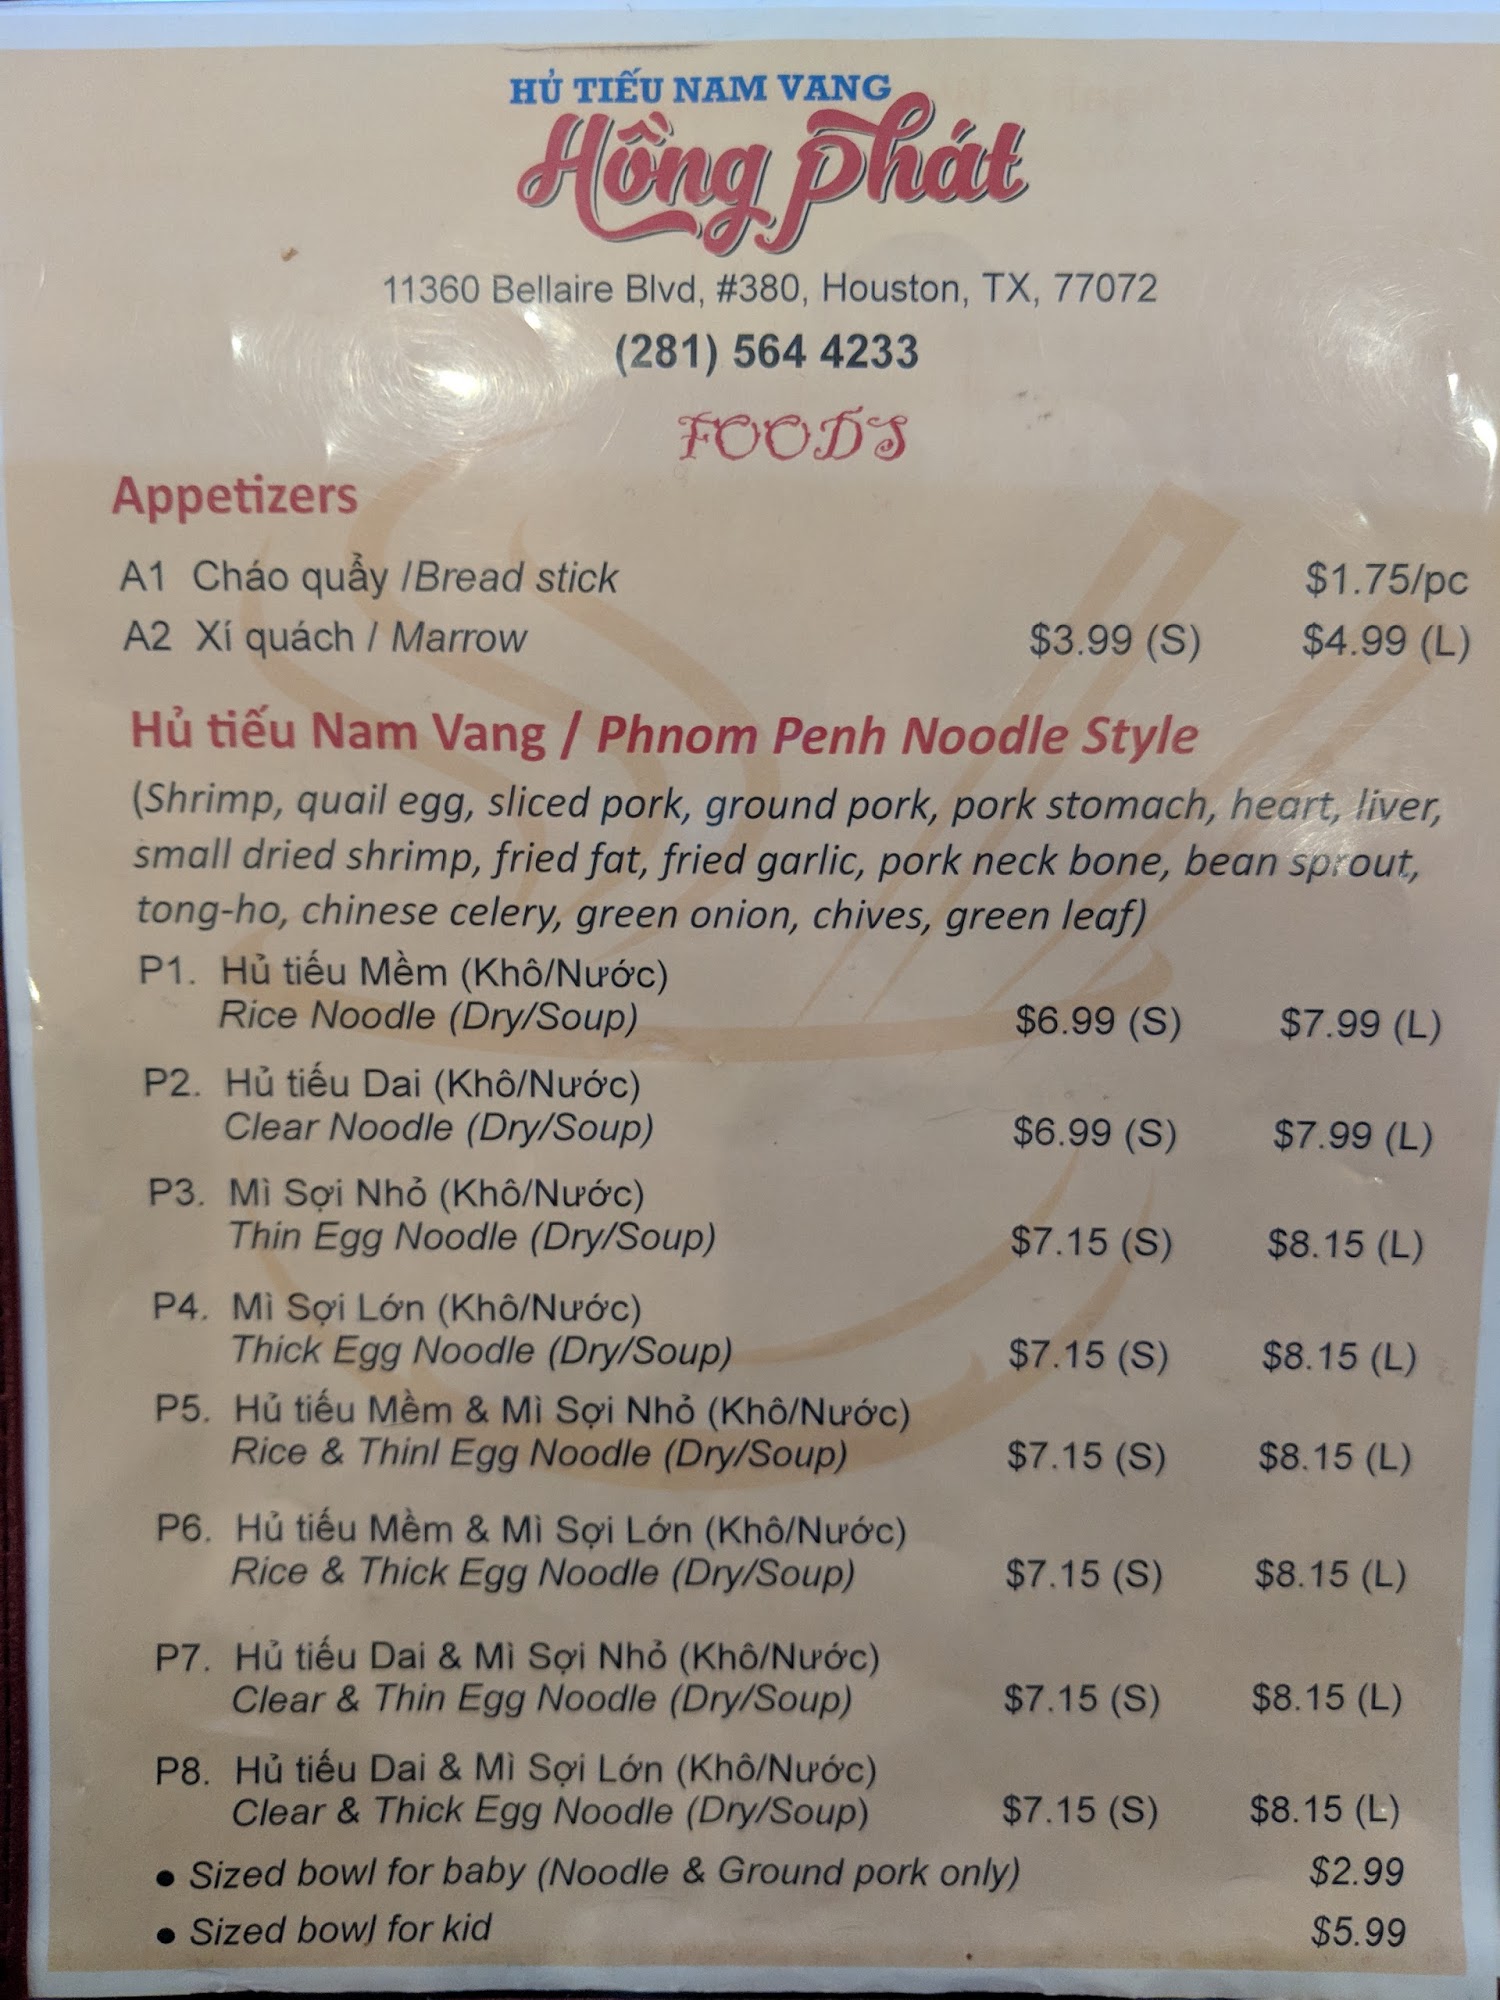 HỦ TIẾU NAM VANG
Hồng Phát
11360 Bellaire Blvd, #380, Houston, TX, 77072
(281) 564 4233
FOODS
Appetizers
A1 Cháo quẩy /Bread stick $1.75/pc
A2 Xí quách / Marrow $3.99 (S) $4.99 (L)
Hủ tiếu Nam Vang / Phnom Penh Noodle Style
(Shrimp, quail egg, sliced pork, ground pork, pork stomach, heart, liver,
small dried shrimp, fried fat, fried garlic, pork neck bone, bean sprout,
tong-ho, chinese celery, green onion, chives, green leaf)
P1. Hủ tiếu Mềm (Khô/Nước)
Rice Noodle (Dry/Soup) $6.99 (S) $7.99 (L)
P2. Hủ tiếu Dai (Khô/Nước)
Clear Noodle (Dry/Soup) $6.99 (S) $7.99 (L)
P3. Mì Sợi Nhỏ (Khô/Nước)
Thin Egg Noodle (Dry/Soup) $7.15 (S) $8.15 (L)
P4. Mì Sợi Lớn (Khô/Nước)
Thick Egg Noodle (Dry/Soup) $7.15 (S) $8.15 (L)
P5. Hủ tiếu Mềm & Mì Sợi Nhỏ (Khô/Nước)
Rice & Thinl Egg Noodle (Dry/Soup) $7.15 (S) $8.15 (L)
P6. Hủ tiếu Mềm & Mì Sợi Lớn (Khô/Nước)
Rice & Thick Egg Noodle (Dry/Soup) $7.15 (S) $8.15 (L)
P7. Hủ tiếu Dai & Mì Sợi Nhỏ (Khô/Nước)
Clear & Thin Egg Noodle (Dry/Soup) $7.15 (S) $8.15 (L)
P8. Hủ tiếu Dai & Mì Sợi Lớn (Khô/Nước)
Clear & Thick Egg Noodle (Dry/Soup) $7.15 (S) $8.15 (L)
• Sized bowl for baby (Noodle & Ground pork only) $2.99
• Sized bowl for kid $5.99